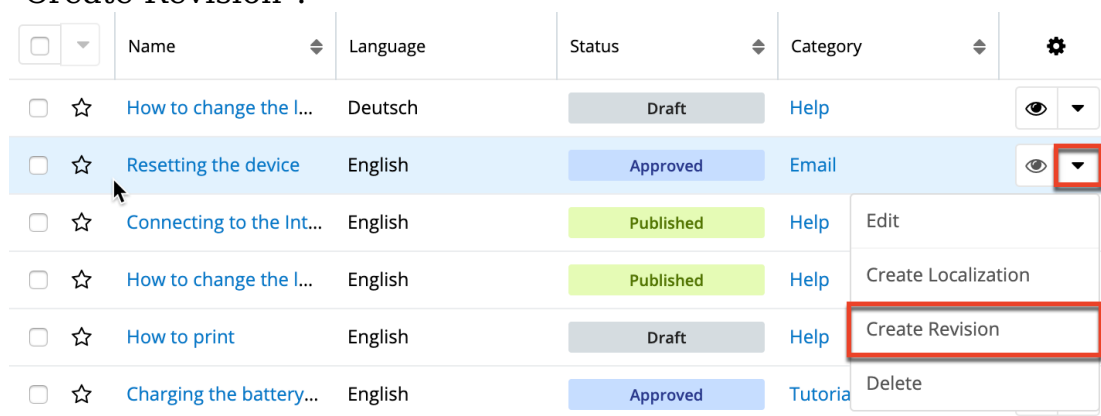 Create Revision".
Name Language Status Category
How to change the l... Deutsch Draft Help
Resetting the device English Approved Email
Connecting to the Int... English Published Help Edit
How to change the l... English Published Help Create Localization
How to print English Draft Help Create Revision
Charging the battery... English Approved Tutoria Delete